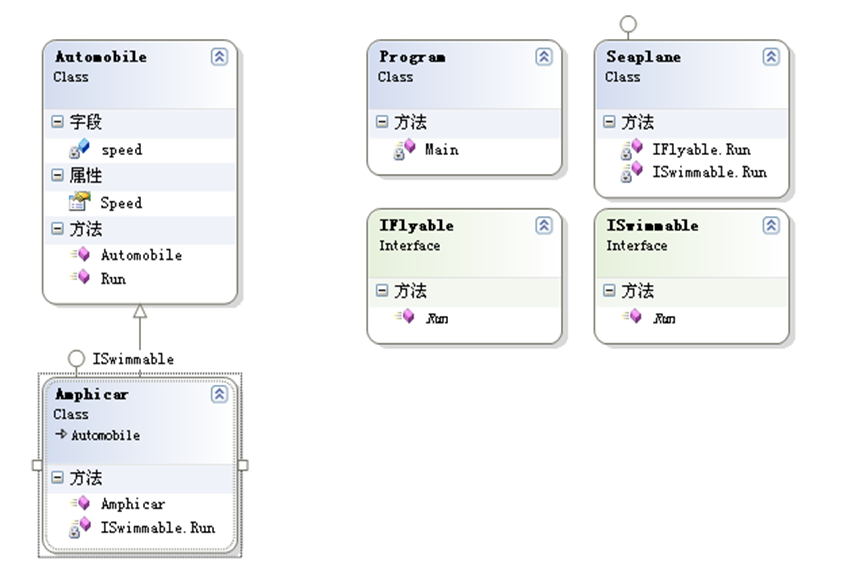 Automobile
Class
字段
speed
属性
Speed
方法
Automobile
Run
ISwimmable
Amphicar
Class
Automobile
方法
Amphicar
ISwimmable.Run
Program
Class
方法
Main
Seaplane
Class
方法
IFlyable.Run
ISwimmable.Run
IFlyable
Interface
方法
Run
ISwimmable
Interface
方法
Run